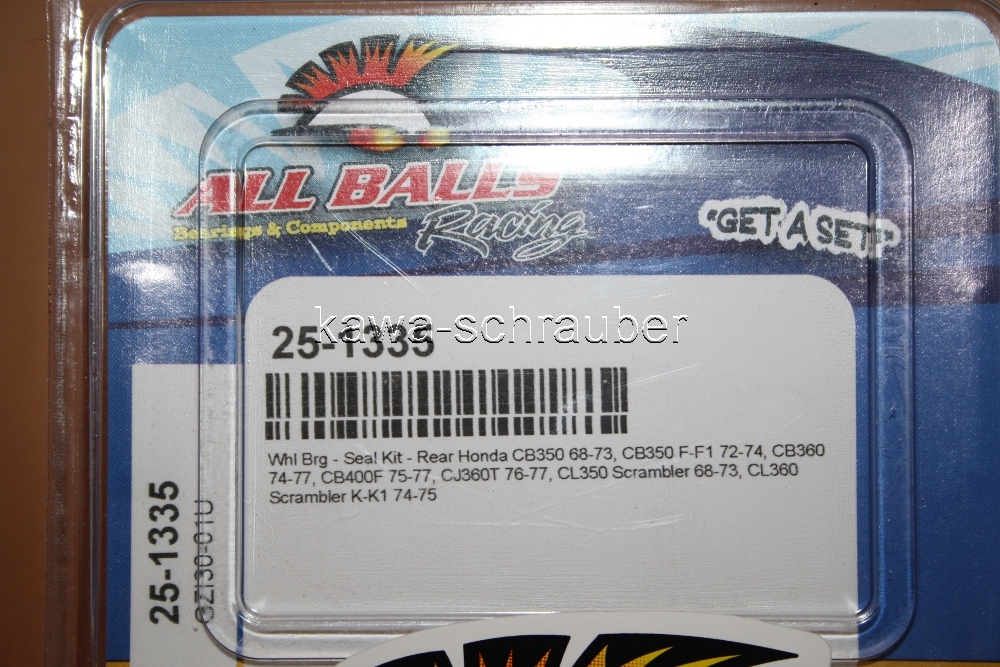 ALL BALLS
Racing
Bearings & Components
"GET A SET!"
kawa-schrauber
25-1335
Whl Brg - Seal Kit - Rear Honda CB350 68-73, CB350 F-F1 72-74, CB360
74-77, CB400F 75-77, CJ360T 76-77, CL350 Scrambler 68-73, CL360
Scrambler K-K1 74-75
25-1335